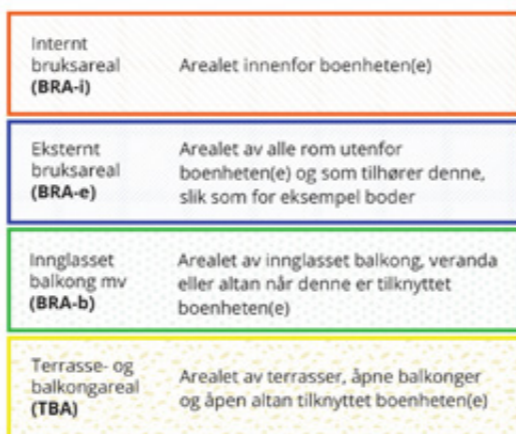 Internt
bruksareal
(BRA-i)
Arealet innenfor boenheten(e)
Eksternt
bruksareal
(BRA-e)
Arealet av alle rom utenfor
boenheten(e) og som tilhører denne,
slik som for eksempel boder
Innglasset
balkong mv
(BRA-b)
Arealet av innglasset balkong, veranda
eller altan når denne er tilknyttet
boenheten(e)
Terrasse- og
balkongareal
(TBA)
Arealet av terrasser, åpne balkonger
og åpen altan tilknyttet boenheten(e)